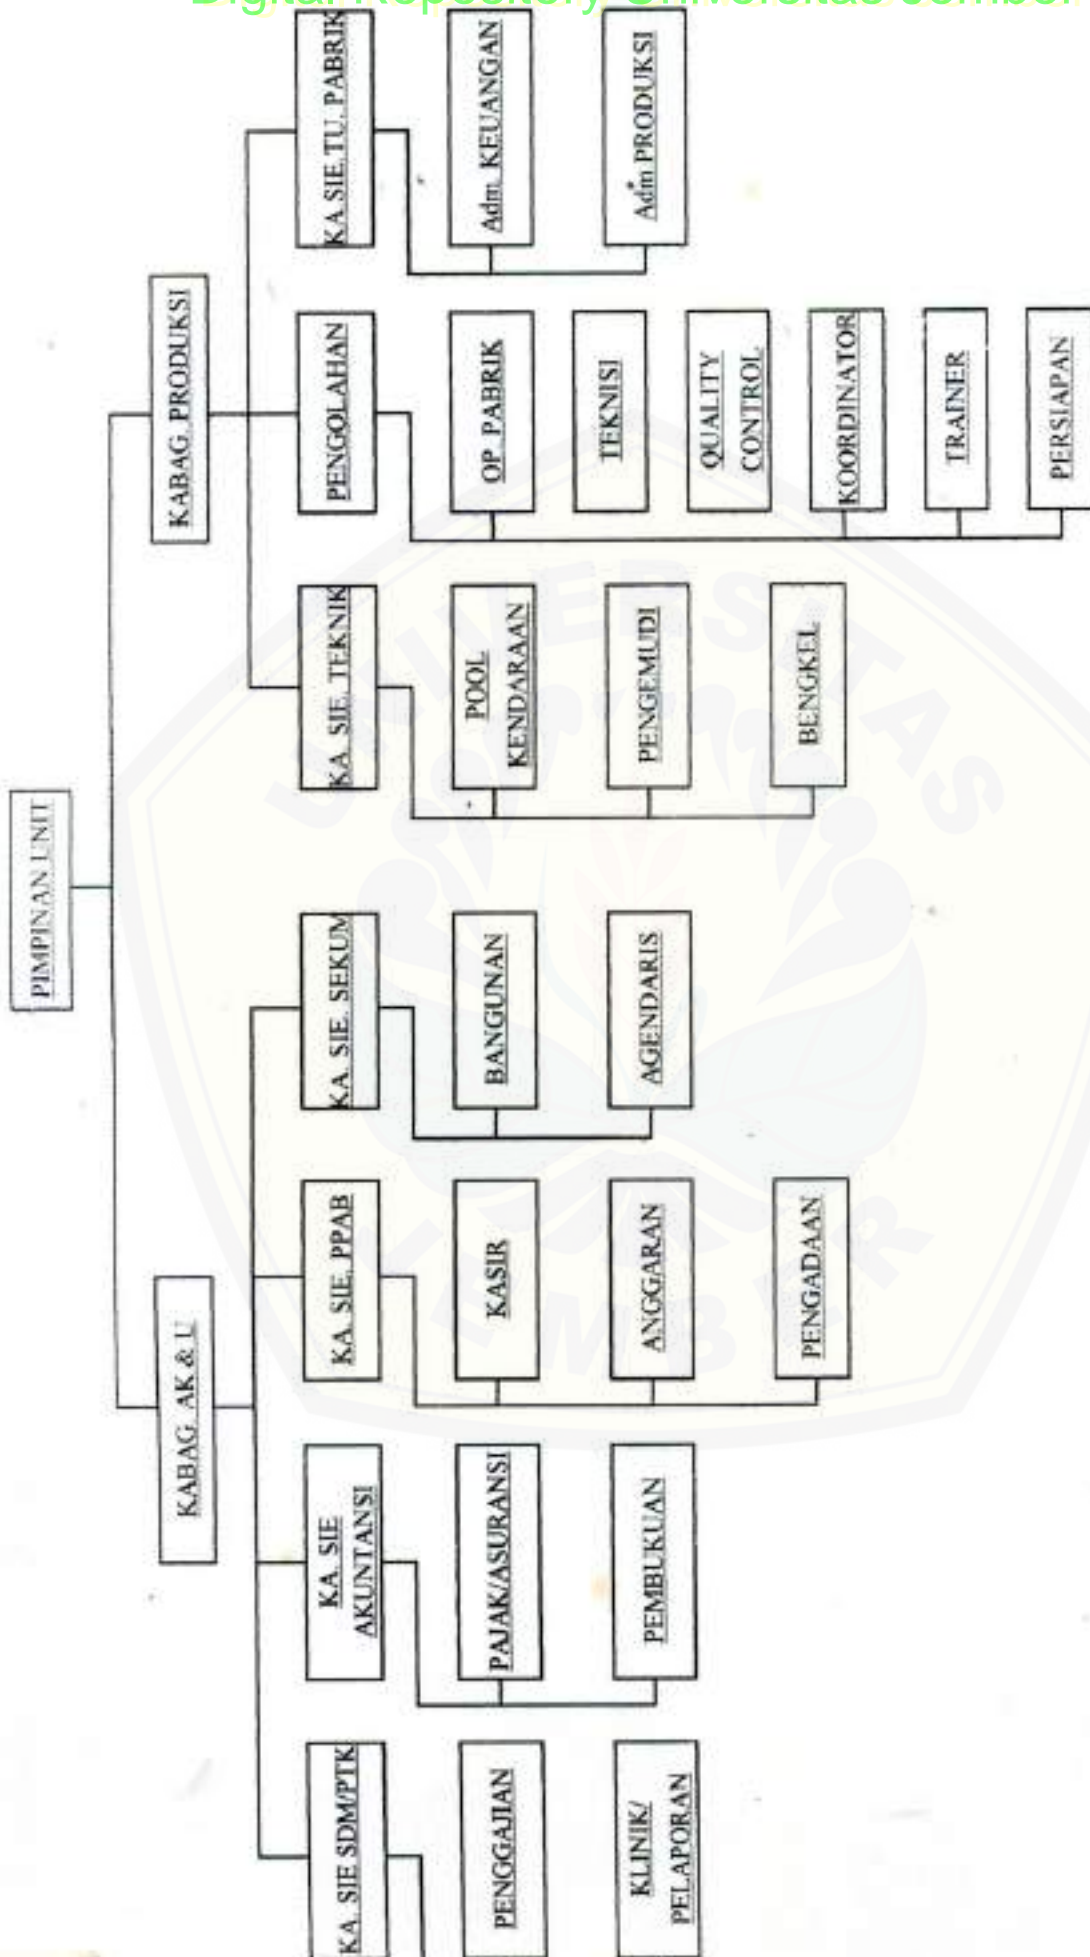 Digital Repository Universitas Jember
PIMPINAN UNIT
KABAG. AK & U
KABAG. PRODUKSI
KA. SIE SDM/PTK
KA. SIE
AKUNTANSI
KA. SIE. PPAB
KA. SIE. SEKUM
KA. SIE. TEKNIK
PENGOLAHAN
KA.SIE.TU. PABRIK
PENGGAJIAN
PAJAK/ASURANSI
KASIR
BANGUNAN
POOL
KENDARAAN
OP. PABRIK
Adm. KEUANGAN
KLINIK/
PELAPORAN
PEMBUKUAN
ANGGARAN
AGENDARIS
PENGEMUDI
TEKNISI
Adm PRODUKSI
PENGADAAN
BENGKEL
QUALITY
CONTROL
KOORDINATOR
TRAINER
PERSIAPAN
UNIVERSITAS
JEMBER